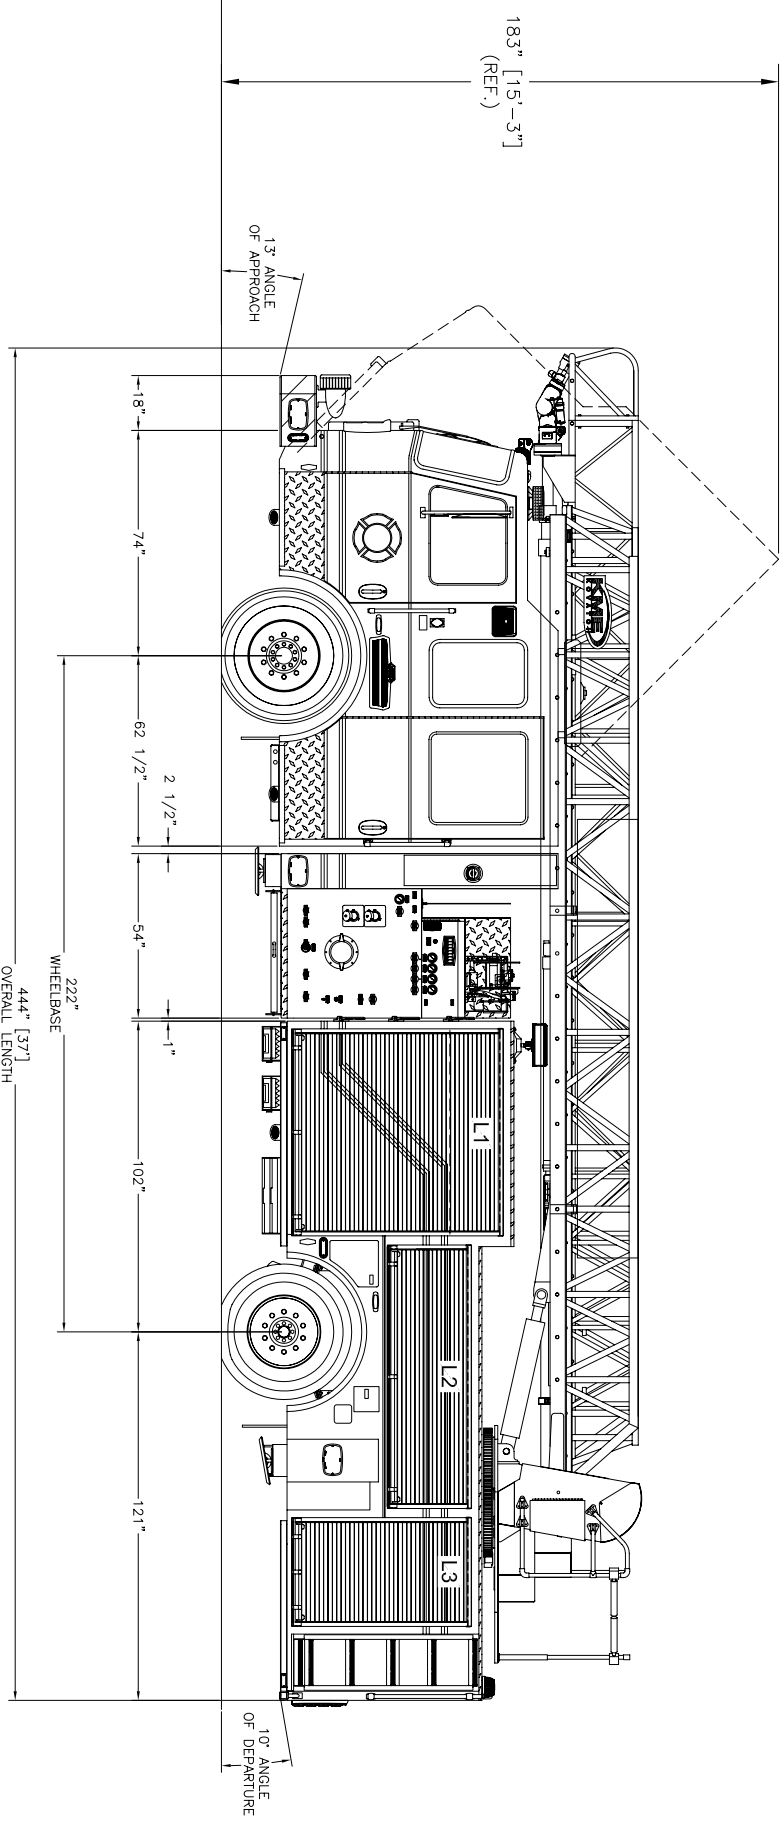 183" [15'-3"]
(REF.)
13° ANGLE
OF APPROACH
18"
74"
62 1/2"
2 1/2"
54"
1"
102"
121"
222"
WHEELBASE
444" [37']
OVERALL LENGTH
10° ANGLE
OF DEPARTURE
KME
L1
L2
L3